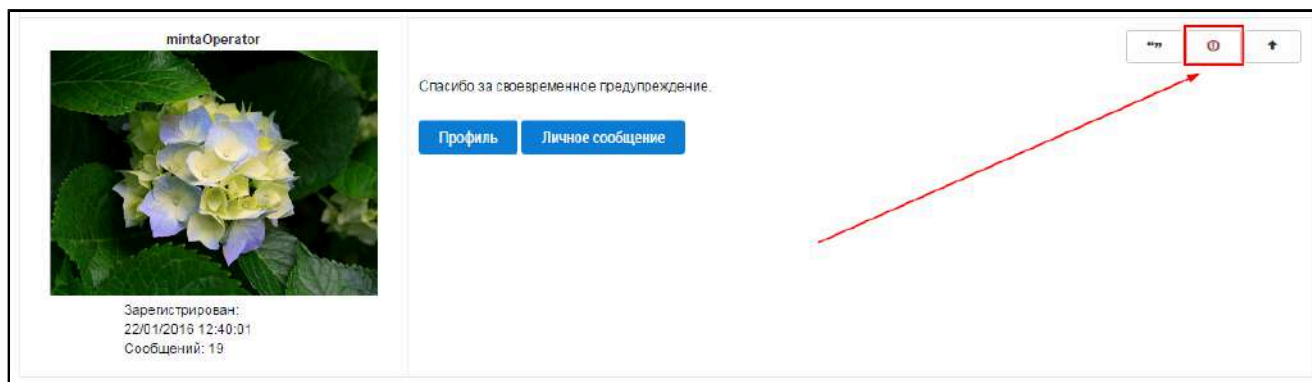 mintaOperator
“”
Спасибо за своевременное предупреждение.
Профиль
Личное сообщение
Зарегистрирован:
22/01/2016 12:40:01
Сообщений: 19